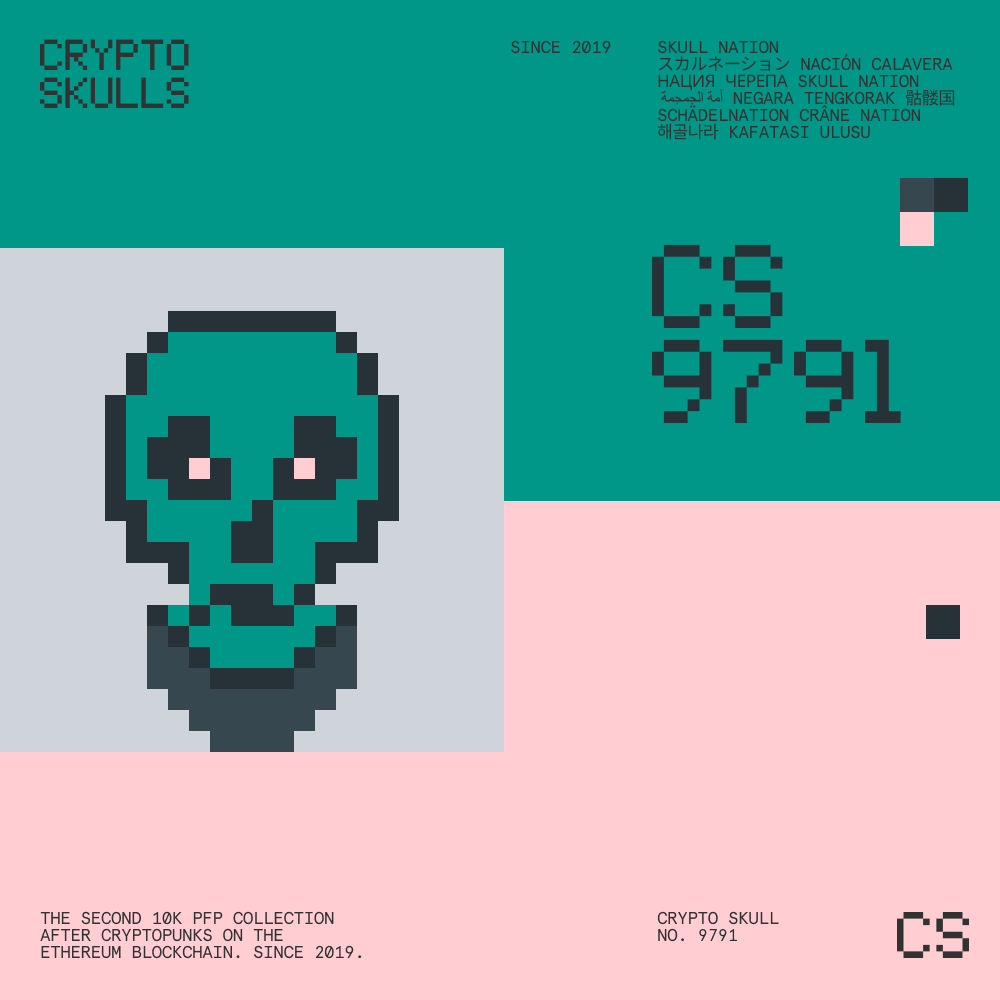 CRYPTO
SKULLS
SINCE 2019
SKULL NATION
スカルネーション NACIÓN CALAVERA
НАЦИЯ ЧЕРЕПА SKULL NATION
أمة الجمجمة NEGARA TENGKORAK 骷髅国
SCHÄDELNATION CRÂNE NATION
해골나라 KAFATASI ULUSU
CS
9791
THE SECOND 10K PFP COLLECTION
AFTER CRYPTOPUNKS ON THE
ETHEREUM BLOCKCHAIN. SINCE 2019.
CRYPTO SKULL
NO. 9791
CS